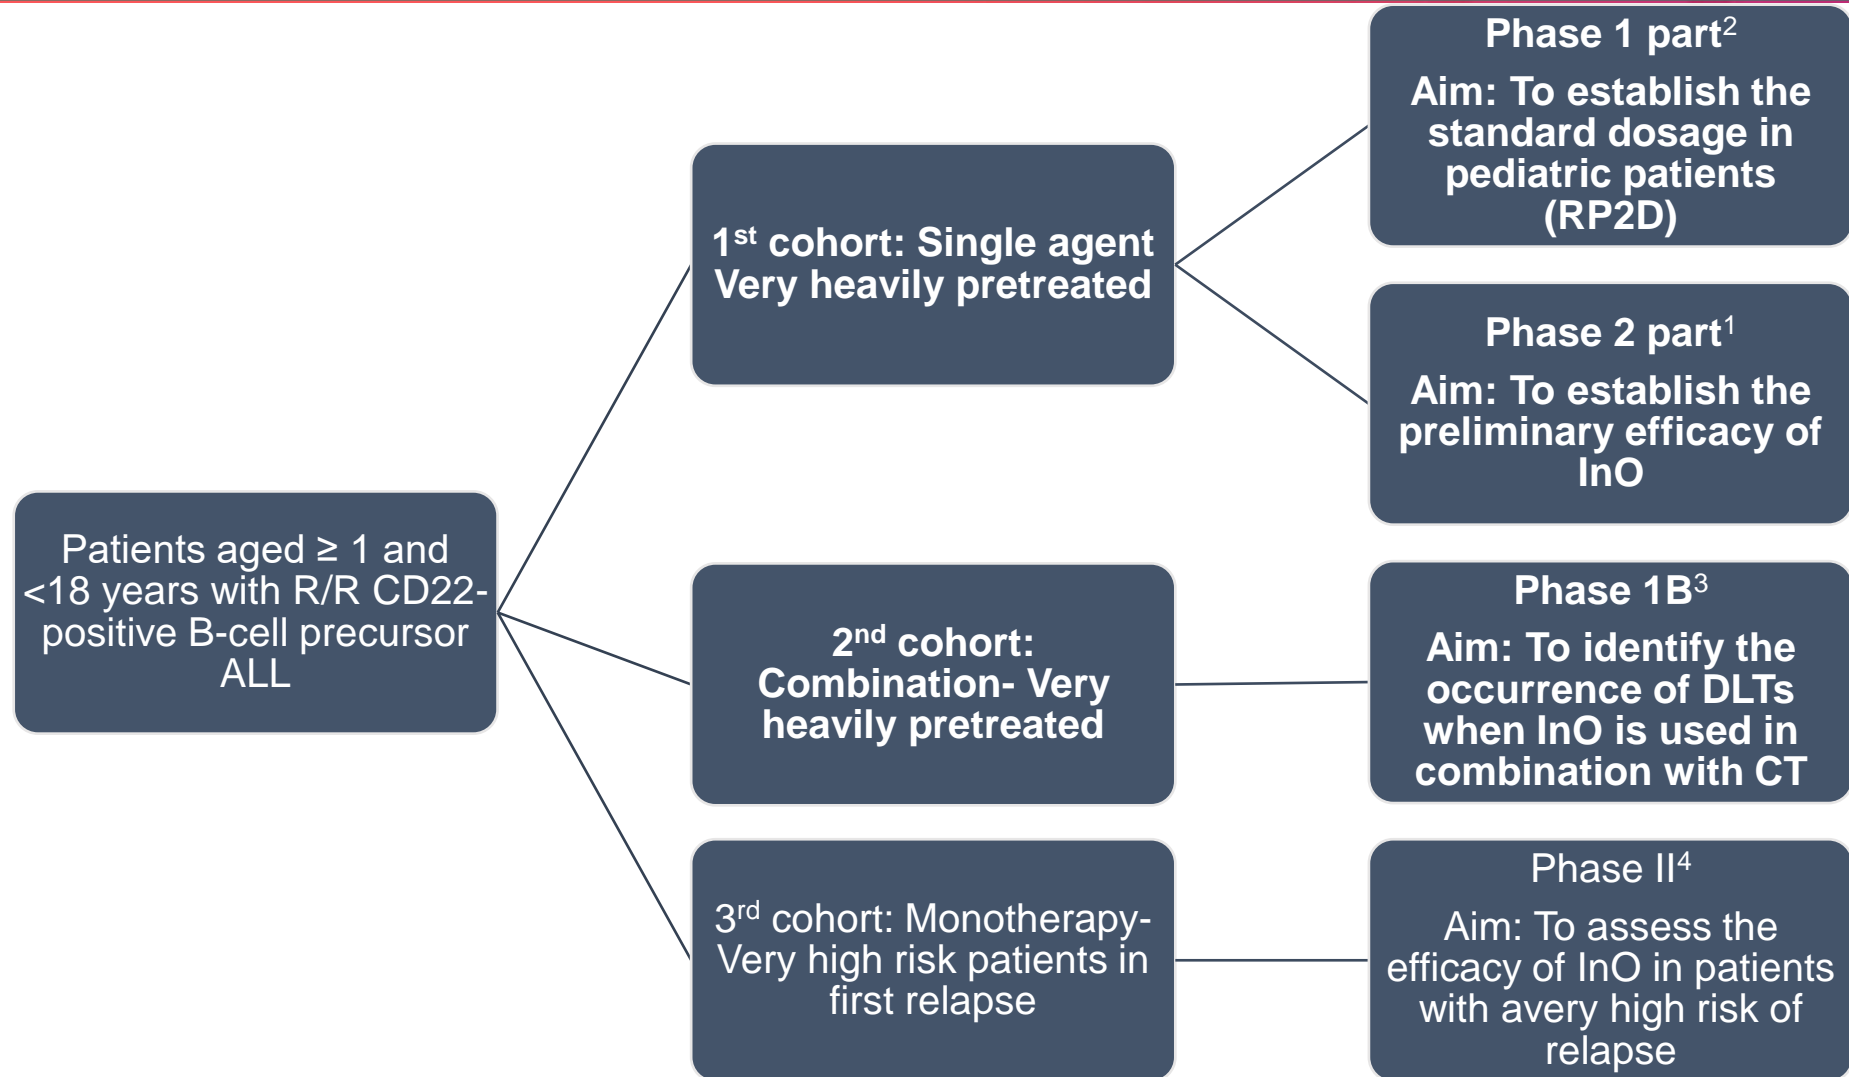 Patients aged ≥ 1 and
<18 years with R/R CD22-
positive B-cell precursor
ALL
1st cohort: Single agent
Very heavily pretreated
Phase 1 part2
Aim: To establish the
standard dosage in
pediatric patients
(RP2D)
Phase 2 part1
Aim: To establish the
preliminary efficacy of
InO
2nd cohort:
Combination- Very
heavily pretreated
Phase 1B3
Aim: To identify the
occurrence of DLTs
when InO is used in
combination with CT
3rd cohort: Monotherapy-
Very high risk patients in
first relapse
Phase II4
Aim: To assess the
efficacy of InO in patients
with avery high risk of
relapse